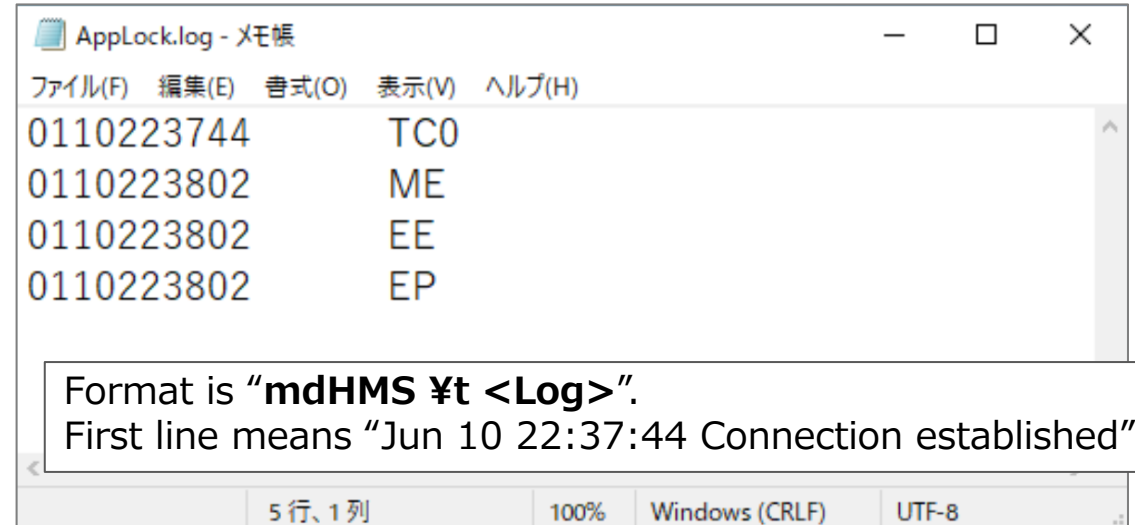 AppLock.log - メモ帳
ファイル(F) 編集(E) 書式(O) 表示(V) ヘルプ(H)
0110223744 TC0
0110223802 ME
0110223802 EE
0110223802 EP
Format is “mdHMS ¥t <Log>”.
First line means “Jun 10 22:37:44 Connection established”
5 行、1 列 100% Windows (CRLF) UTF-8